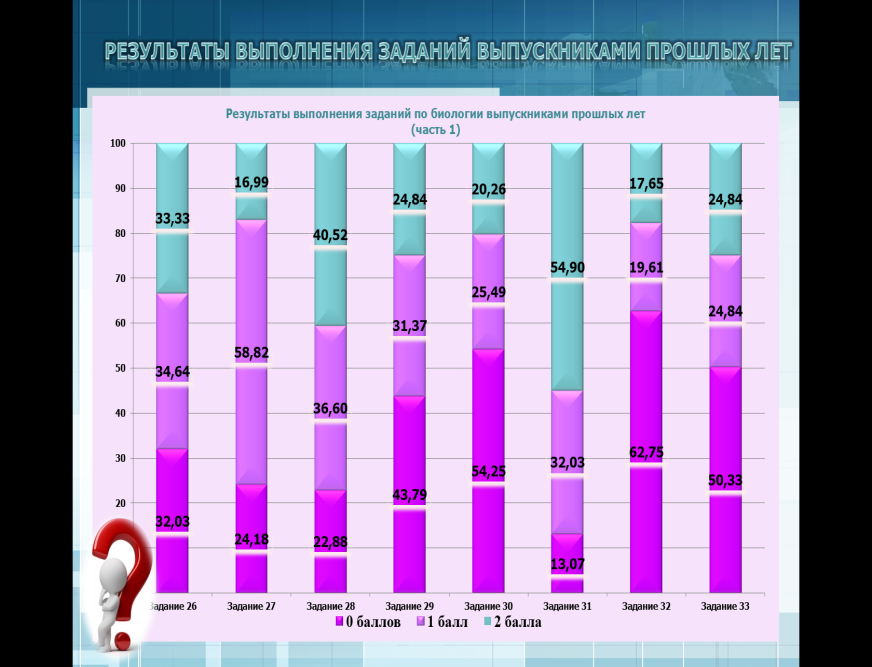 РЕЗУЛЬТАТЫ ВЫПОЛНЕНИЯ ЗАДАНИЙ ВЫПУСКНИКАМИ ПРОШЛЫХ ЛЕТ
Результаты выполнения заданий по биологии выпускниками прошлых лет
(часть 1)
100
90
80
70
60
50
40
30
20
33,33 16,99 40,52 24,84 20,26 54,90 17,65 24,84
34,64 58,82 36,60 31,37 25,49 32,03 19,61 24,84
32,03 24,18 22,88 43,79 54,25 13,07 62,75 50,33
Задание 26 Задание 27 Задание 28 Задание 29 Задание 30 Задание 31 Задание 32 Задание 33
0 баллов 1 балл 2 балла